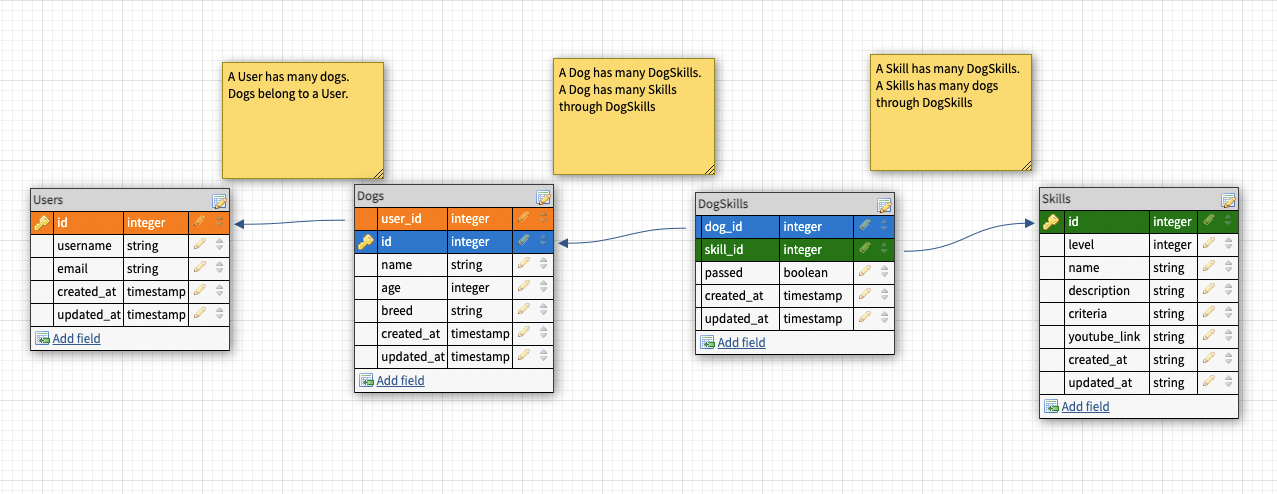 A User has many dogs.
Dogs belong to a User.
A Dog has many DogSkills.
A Dog has many Skills
through DogSkills
A Skill has many DogSkills.
A Skills has many dogs
through DogSkills
Users
id integer
username string
email string
created_at timestamp
updated_at timestamp
Add field
Dogs
user_id integer
id integer
name string
age integer
breed string
created_at timestamp
updated_at timestamp
Add field
DogSkills
dog_id integer
skill_id integer
passed boolean
created_at timestamp
updated_at timestamp
Add field
Skills
id integer
level integer
name string
description string
criteria string
youtube_link string
created_at string
updated_at string
Add field